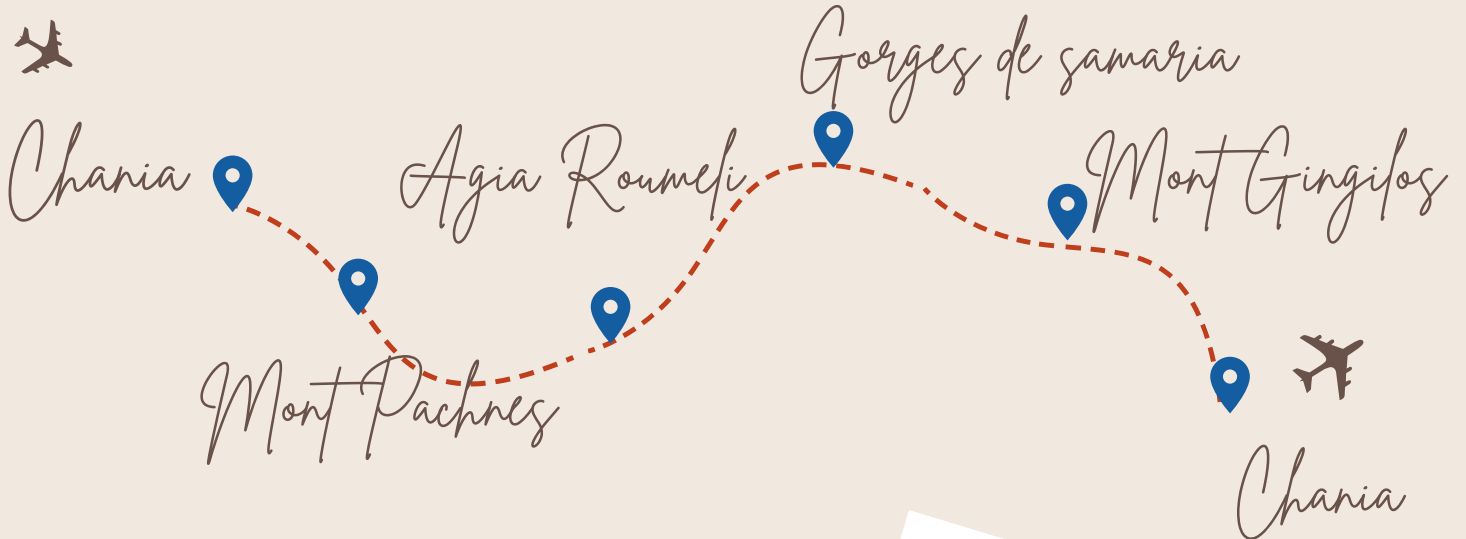 Chania
Mont Pachnes
Agia Roumeli
Gorges de samaria
Mont Gingilos
Chania